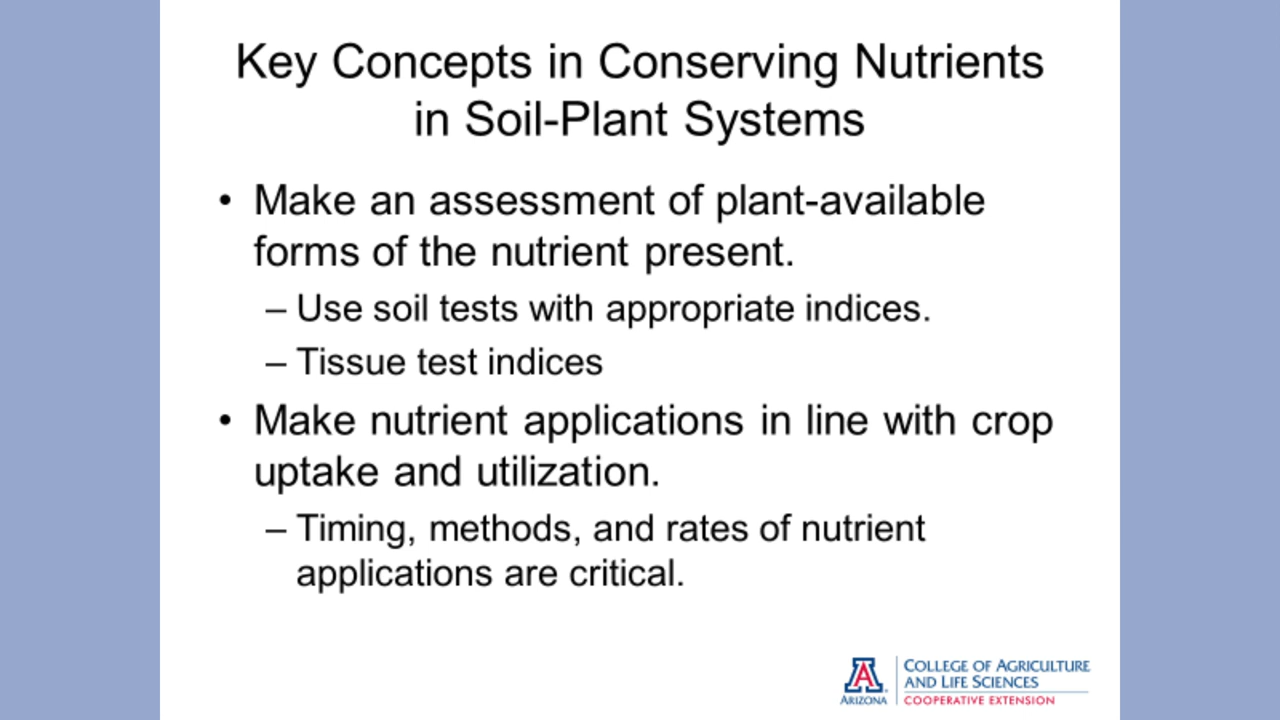 Key Concepts in Conserving Nutrients
in Soil-Plant Systems
• Make an assessment of plant-available
forms of the nutrient present.
– Use soil tests with appropriate indices.
– Tissue test indices
• Make nutrient applications in line with crop
uptake and utilization.
– Timing, methods, and rates of nutrient
applications are critical.
A
ARIZONA
COLLEGE OF AGRICULTURE
AND LIFE SCIENCES
COOPERATIVE EXTENSION